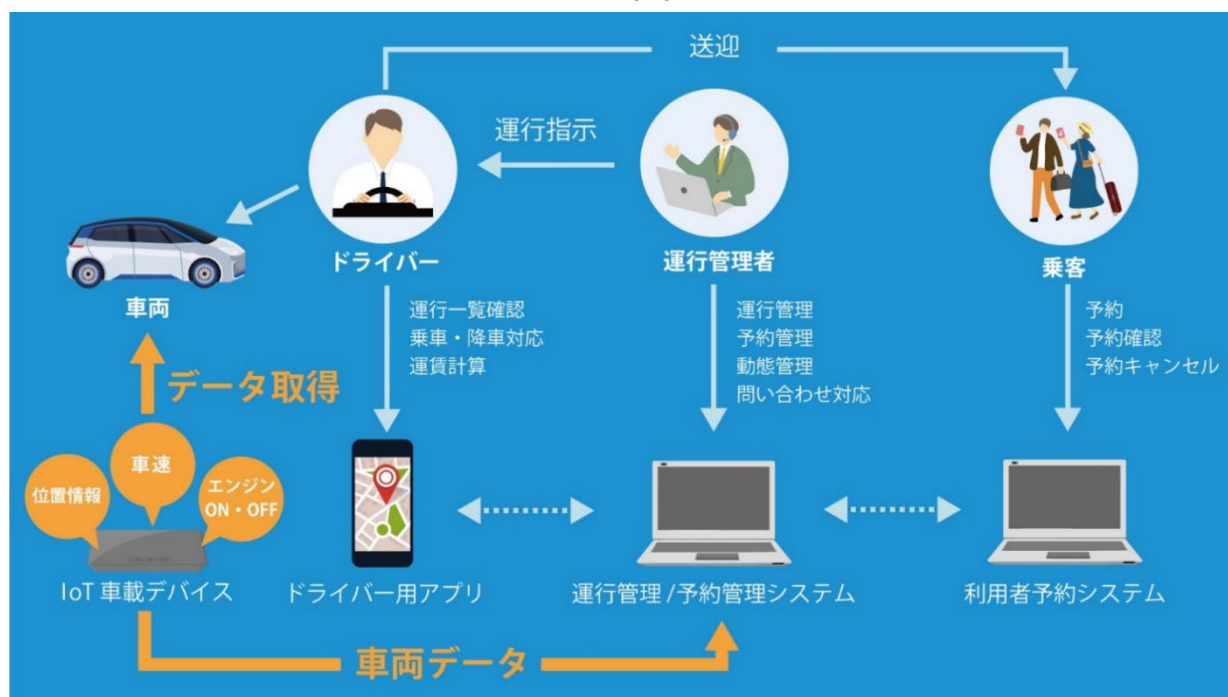 送迎
運行指示
ドライバー
運行管理者
乗客
車両
運行一覧確認
乗車・降車対応
運賃計算
運行管理
予約管理
動態管理
問い合わせ対応
予約
予約確認
予約キャンセル
データ取得
位置情報
車速
エンジン
ON・OFF
IoT 車載デバイス
ドライバー用アプリ
運行管理 /予約管理システム
利用者予約システム
車両データ